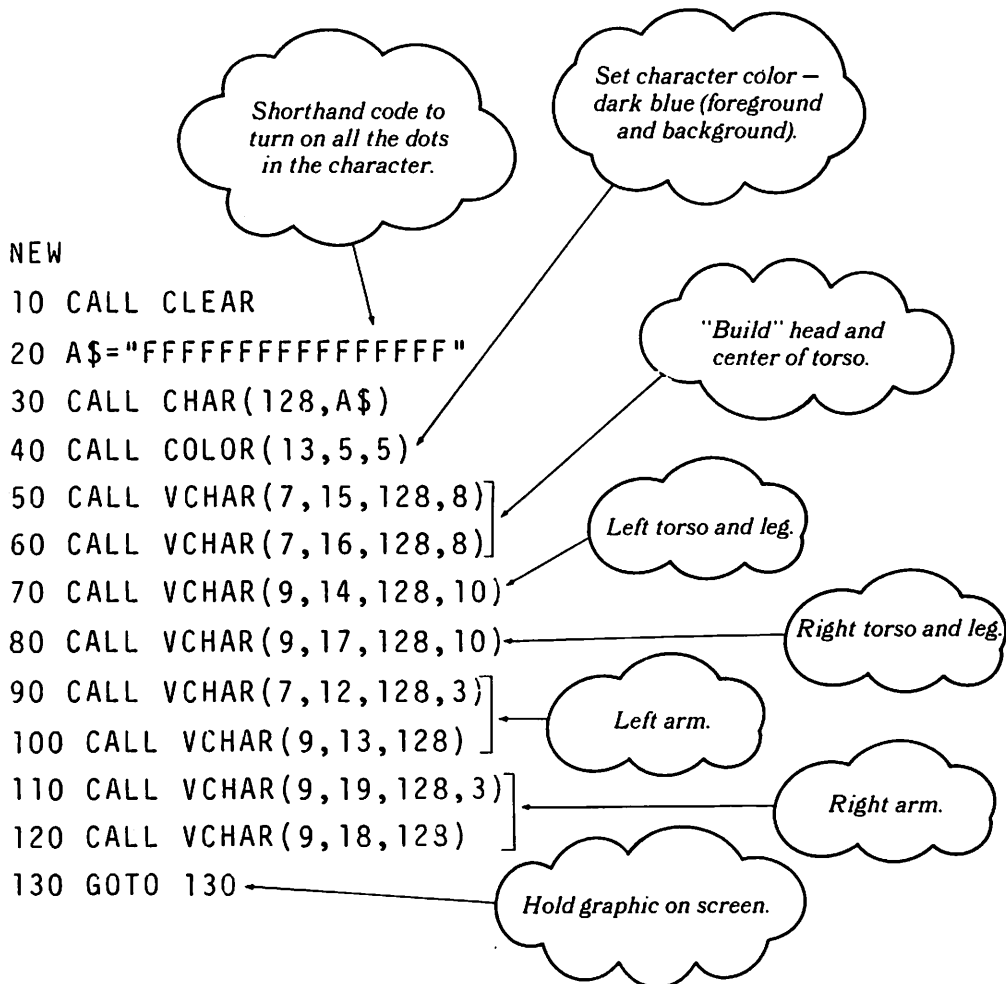 Shorthand code to
turn on all the dots
in the character.
Set character color —
dark blue (foreground
and background).
NEW
10 CALL CLEAR
20 A$="FFFFFFFFFFFFFFFF"
30 CALL CHAR(128,A$)
40 CALL COLOR(13,5,5)
"Build" head and
center of torso.
50 CALL VCHAR(7,15,128,8)
60 CALL VCHAR(7,16,128,8)
Left torso and leg.
70 CALL VCHAR(9,14,128,10)
80 CALL VCHAR(9,17,128,10)
Right torso and leg.
90 CALL VCHAR(7,12,128,3)
100 CALL VCHAR(9,13,128)
Left arm.
110 CALL VCHAR(9,19,128,3)
120 CALL VCHAR(9,18,128)
Right arm.
130 GOTO 130
Hold graphic on screen.